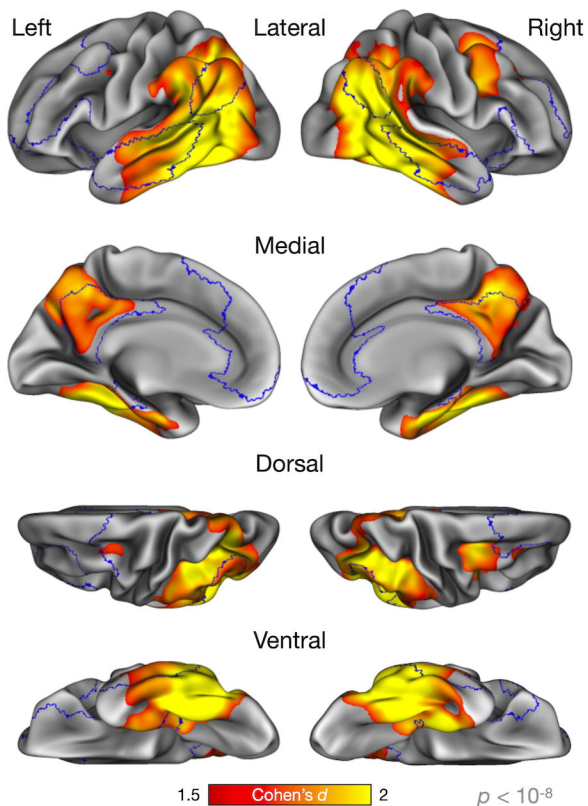 Left Lateral Right
Medial
Dorsal
Ventral
1.5 Cohen's d 2 p < 10-8